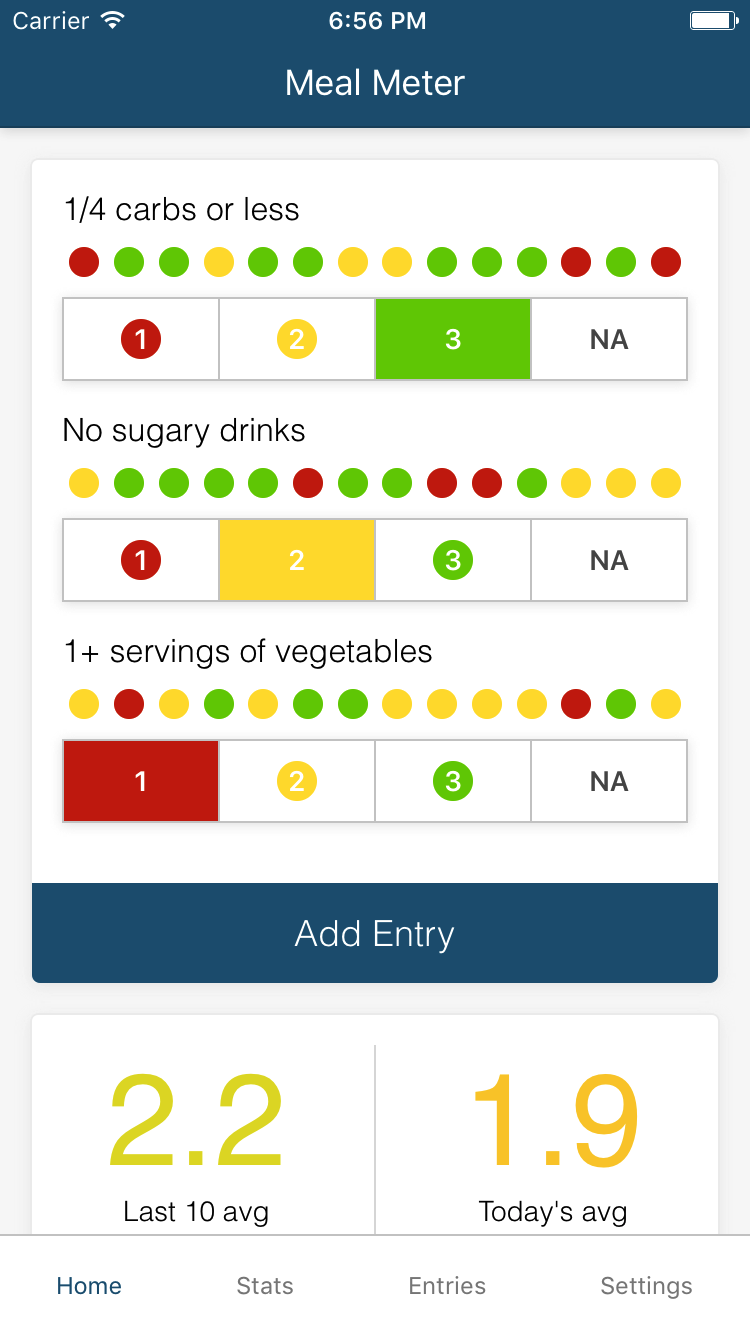 Carrier 6:56 PM
Meal Meter
1/4 carbs or less
1 2 3 NA
No sugary drinks
1 2 3 NA
1+ servings of vegetables
1 2 3 NA
Add Entry
2.2 1.9
Last 10 avg Today's avg
Home Stats Entries Settings